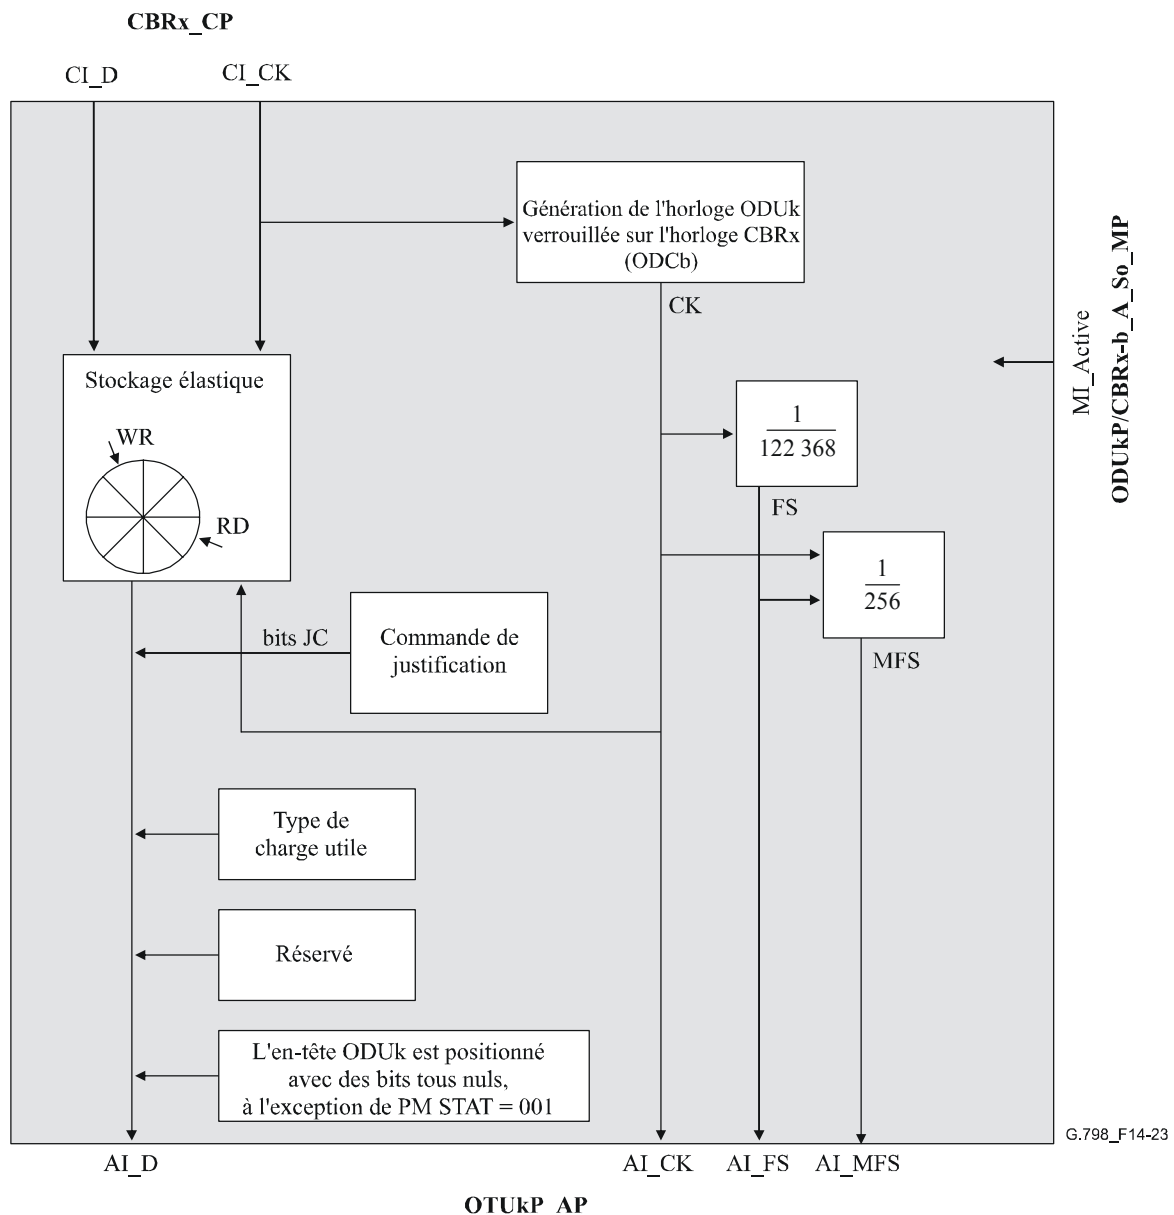 CBRx_CP
CI_D
CI_CK
Génération de l'horloge ODUk
verrouillée sur l'horloge CBRx
(ODCb)
CK
MI_Active
ODUkP/CBRx-b_A_So_MP
Stockage élastique
WR
RD
1
122 368
FS
1
256
MFS
bits JC
Commande de
justification
Type de
charge utile
Réservé
L'en-tête ODUk est positionné
avec des bits tous nuls,
à l'exception de PM STAT = 001
G.798_F14-23
AI_D
AI_CK
AI_FS
AI_MFS
OTUkP_AP